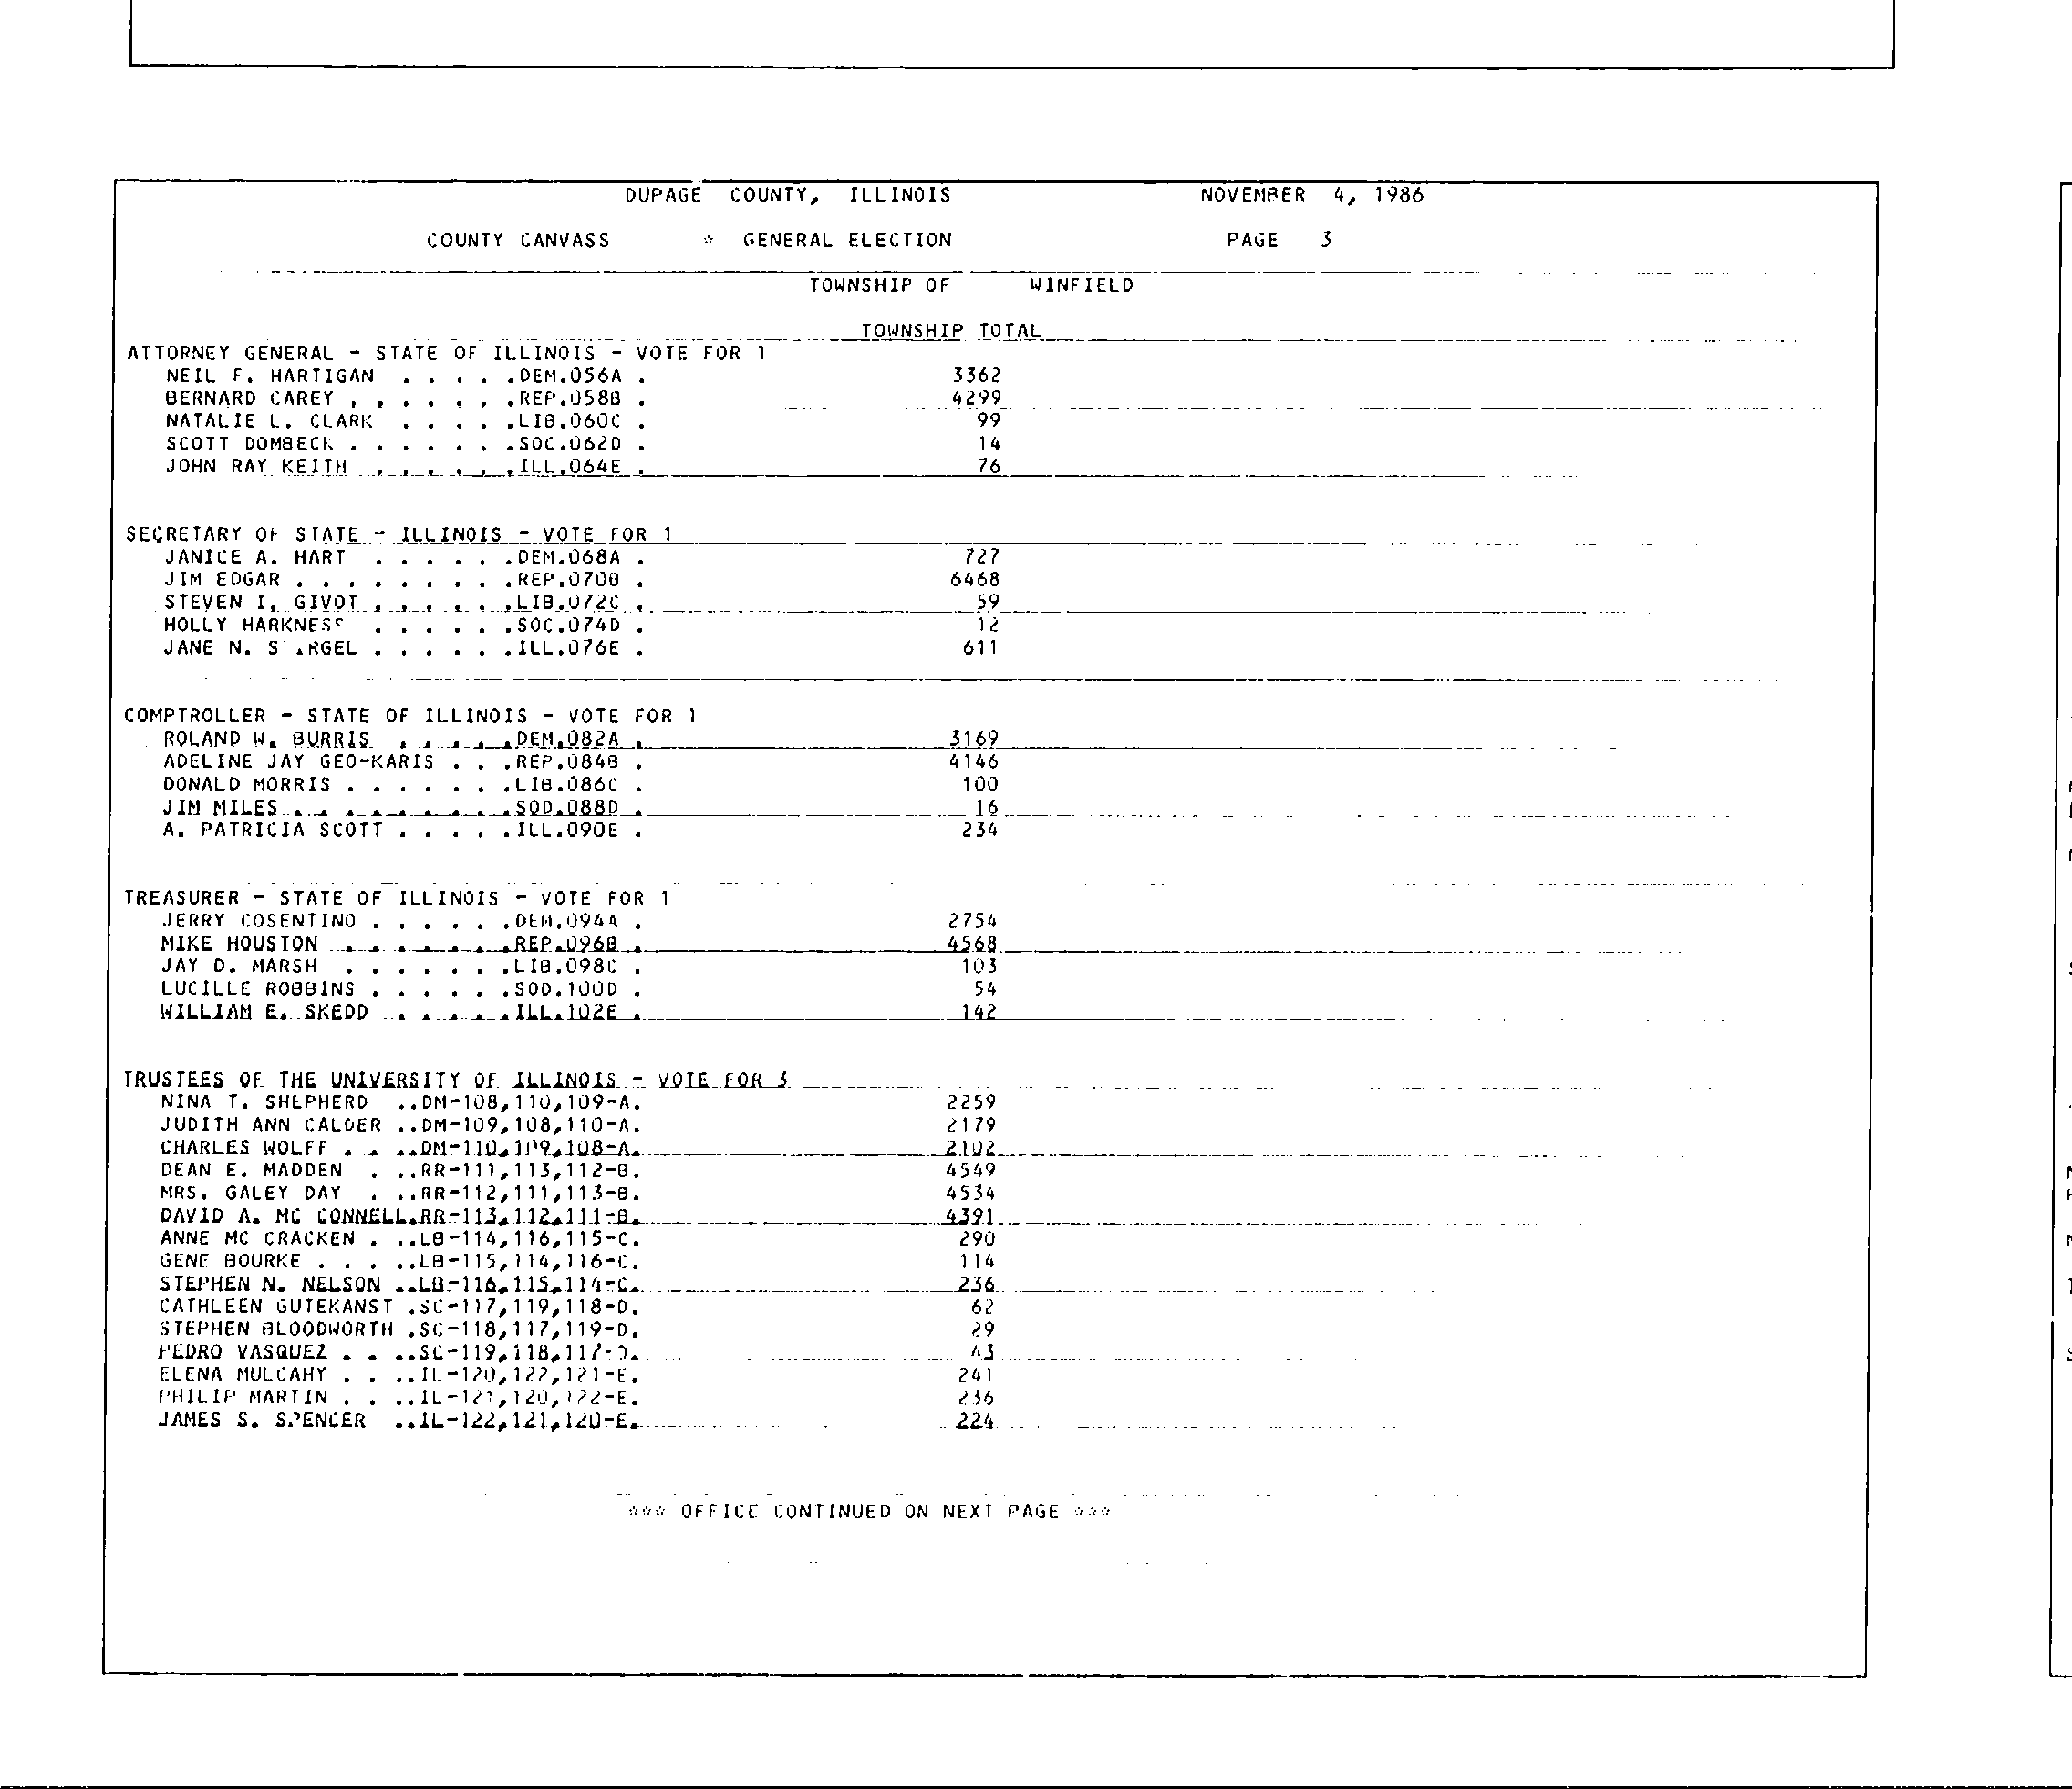 DUPAGE COUNTY, ILLINOIS NOVEMBER 4, 1986
COUNTY CANVASS * GENERAL ELECTION PAGE 3
TOWNSHIP OF WINFIELD
TOWNSHIP TOTAL
ATTORNEY GENERAL - STATE OF ILLINOIS - VOTE FOR 1
NEIL F. HARTIGAN . . . . .DEM.056A . 3362
BERNARD CAREY . . . . . . .REP.058B . 4299
NATALIE L. CLARK . . . . .LIB.060C . 99
SCOTT DOMBECK . . . . . . .SOC.062D . 14
JOHN RAY KEITH . . . . . .ILL.064E . 76
SECRETARY OF STATE - ILLINOIS - VOTE FOR 1
JANICE A. HART . . . . . .DEM.068A . 727
JIM EDGAR . . . . . . . . .REP.070B . 6468
STEVEN I. GIVOT . . . . . .LIB.072C . 59
HOLLY HARKNESS . . . . . .SOC.074D . 12
JANE N. . . . . . .ILL.076E . 611
COMPTROLLER - STATE OF ILLINOIS - VOTE FOR 1
ROLAND W. BURRIS . . . . .DEM.082A . 3169
ADELINE JAY GEO-KARIS . . .REP.084B . 4146
DONALD MORRIS . . . . . . .LIB.086C . 100
JIM MILES . . . . . . . . .SOD.088D . 16
A. PATRICIA SCOTT . . . . .ILL.090E . 234
TREASURER - STATE OF ILLINOIS - VOTE FOR 1
JERRY COSENTINO . . . . . .DEM.094A . 2754
MIKE HOUSTON . . . . . . .REP.096B . 4568
JAY D. MARSH . . . . . . .LIB.098C . 103
LUCILLE ROBBINS . . . . . .SOD.100D . 54
WILLIAM E. SKEDD . . . . .ILL.102E . 142
TRUSTEES OF THE UNIVERSITY OF ILLINOIS - VOTE FOR 3
NINA T. SHEPHERD ..DM-108,110,109-A. 2259
JUDITH ANN CALDER ..DM-109,108,110-A. 2179
CHARLES WOLFF . . ..DM-110,109,108-A. 2102
DEAN E. MADDEN . ..RR-111,113,112-B. 4549
MRS. GALEY DAY . ..RR-112,111,113-B. 4534
DAVID A. MC CONNELL.RR-113,112,111-B. 4391
ANNE MC CRACKEN . ..LB-114,116,115-C. 290
GENE BOURKE . . . ..LB-115,114,116-C. 114
STEPHEN N. NELSON ..LB-116,115,114-C. 236
CATHLEEN GUTEKANST .SC-117,119,118-D. 62
STEPHEN BLOODWORTH .SC-118,117,119-D. 29
PEDRO VASQUEZ . . ..SC-119,118,117-D. 43
ELENA MULCAHY . . ..IL-120,122,121-E. 241
PHILIP MARTIN . . ..IL-121,120,122-E. 236
JAMES S. SPENCER ..IL-122,121,120-E. 224
*** OFFICE CONTINUED ON NEXT PAGE ***